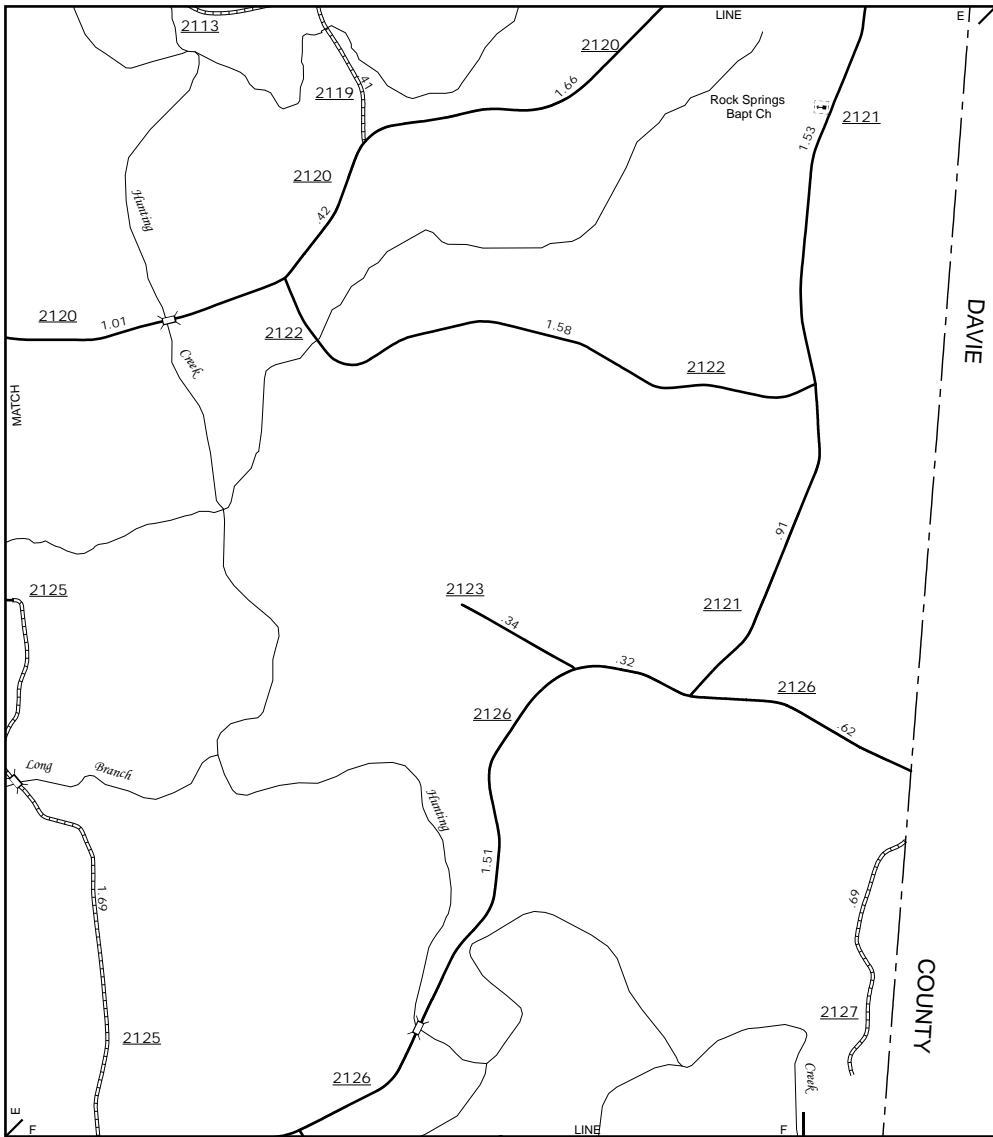 LINE
E
2113
2120
2119
.41
1.66
Rock Springs
Bapt Ch
2121
1.53
2120
Hunting
.42
2120
1.01
2122
1.58
Creek
2122
DAVIE
MATCH
.91
2125
2123
2121
.34
.32
2126
2126
.62
Long Branch
Hunting
1.51
1.69
.69
COUNTY
2127
2125
2126
Creek
E
F
LINE
F